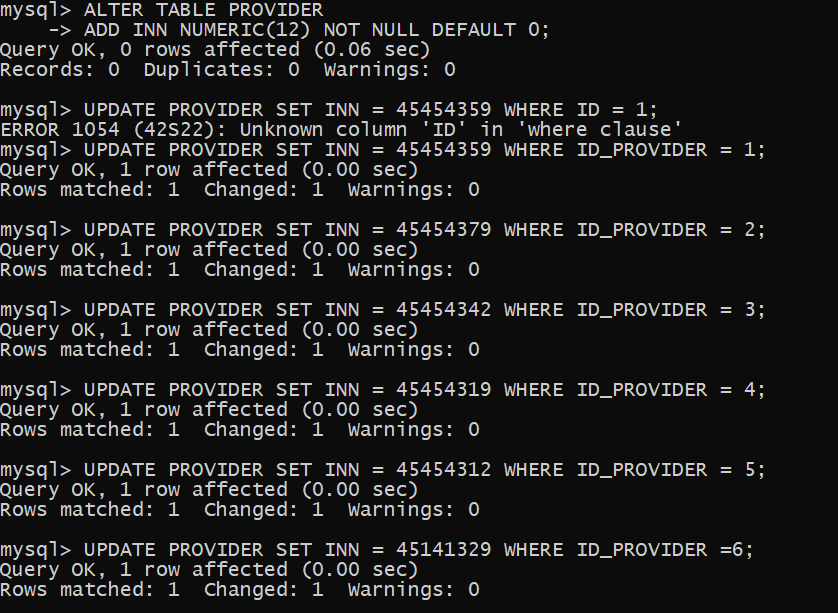 mysql> ALTER TABLE PROVIDER
    -> ADD INN NUMERIC(12) NOT NULL DEFAULT 0;
Query OK, 0 rows affected (0.06 sec)
Records: 0  Duplicates: 0  Warnings: 0

mysql> UPDATE PROVIDER SET INN = 45454359 WHERE ID = 1;
ERROR 1054 (42S22): Unknown column 'ID' in 'where clause'
mysql> UPDATE PROVIDER SET INN = 45454359 WHERE ID_PROVIDER = 1;
Query OK, 1 row affected (0.00 sec)
Rows matched: 1  Changed: 1  Warnings: 0

mysql> UPDATE PROVIDER SET INN = 45454379 WHERE ID_PROVIDER = 2;
Query OK, 1 row affected (0.00 sec)
Rows matched: 1  Changed: 1  Warnings: 0

mysql> UPDATE PROVIDER SET INN = 45454342 WHERE ID_PROVIDER = 3;
Query OK, 1 row affected (0.00 sec)
Rows matched: 1  Changed: 1  Warnings: 0

mysql> UPDATE PROVIDER SET INN = 45454319 WHERE ID_PROVIDER = 4;
Query OK, 1 row affected (0.00 sec)
Rows matched: 1  Changed: 1  Warnings: 0

mysql> UPDATE PROVIDER SET INN = 45454312 WHERE ID_PROVIDER = 5;
Query OK, 1 row affected (0.00 sec)
Rows matched: 1  Changed: 1  Warnings: 0

mysql> UPDATE PROVIDER SET INN = 45141329 WHERE ID_PROVIDER =6;
Query OK, 1 row affected (0.00 sec)
Rows matched: 1  Changed: 1  Warnings: 0